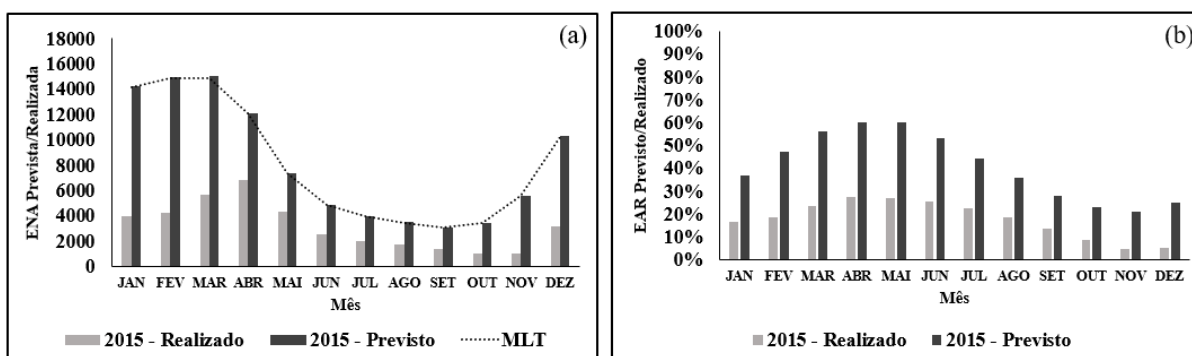 (a)
ENA Prevista/Realizada
18000
16000
14000
12000
10000
8000
6000
4000
2000
0
JAN FEV MAR ABR MAI JUN JUL AGO SET OUT NOV DEZ
Mês
2015 - Realizado 2015 - Previsto MLT
(b)
EAR Previsto/Realizado
100%
90%
80%
70%
60%
50%
40%
30%
20%
10%
0%
JAN FEV MAR ABR MAI JUN JUL AGO SET OUT NOV DEZ
Mês
2015 - Realizado 2015 - Previsto